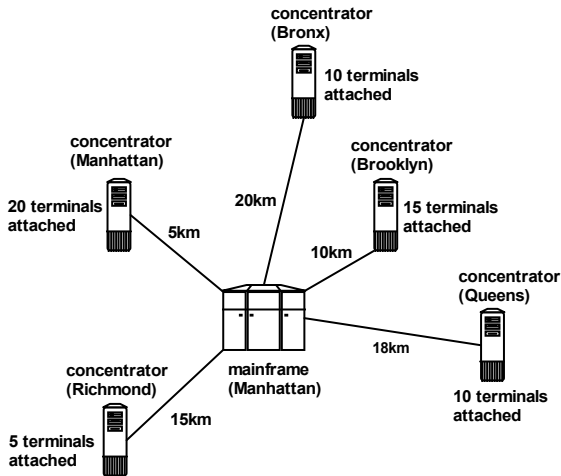 concentrator
(Bronx)
10 terminals
attached
concentrator
(Manhattan)
20 terminals
attached
concentrator
(Brooklyn)
15 terminals
attached
20km
5km
10km
concentrator
(Queens)
18km
10 terminals
attached
mainframe
(Manhattan)
concentrator
(Richmond)
15km
5 terminals
attached